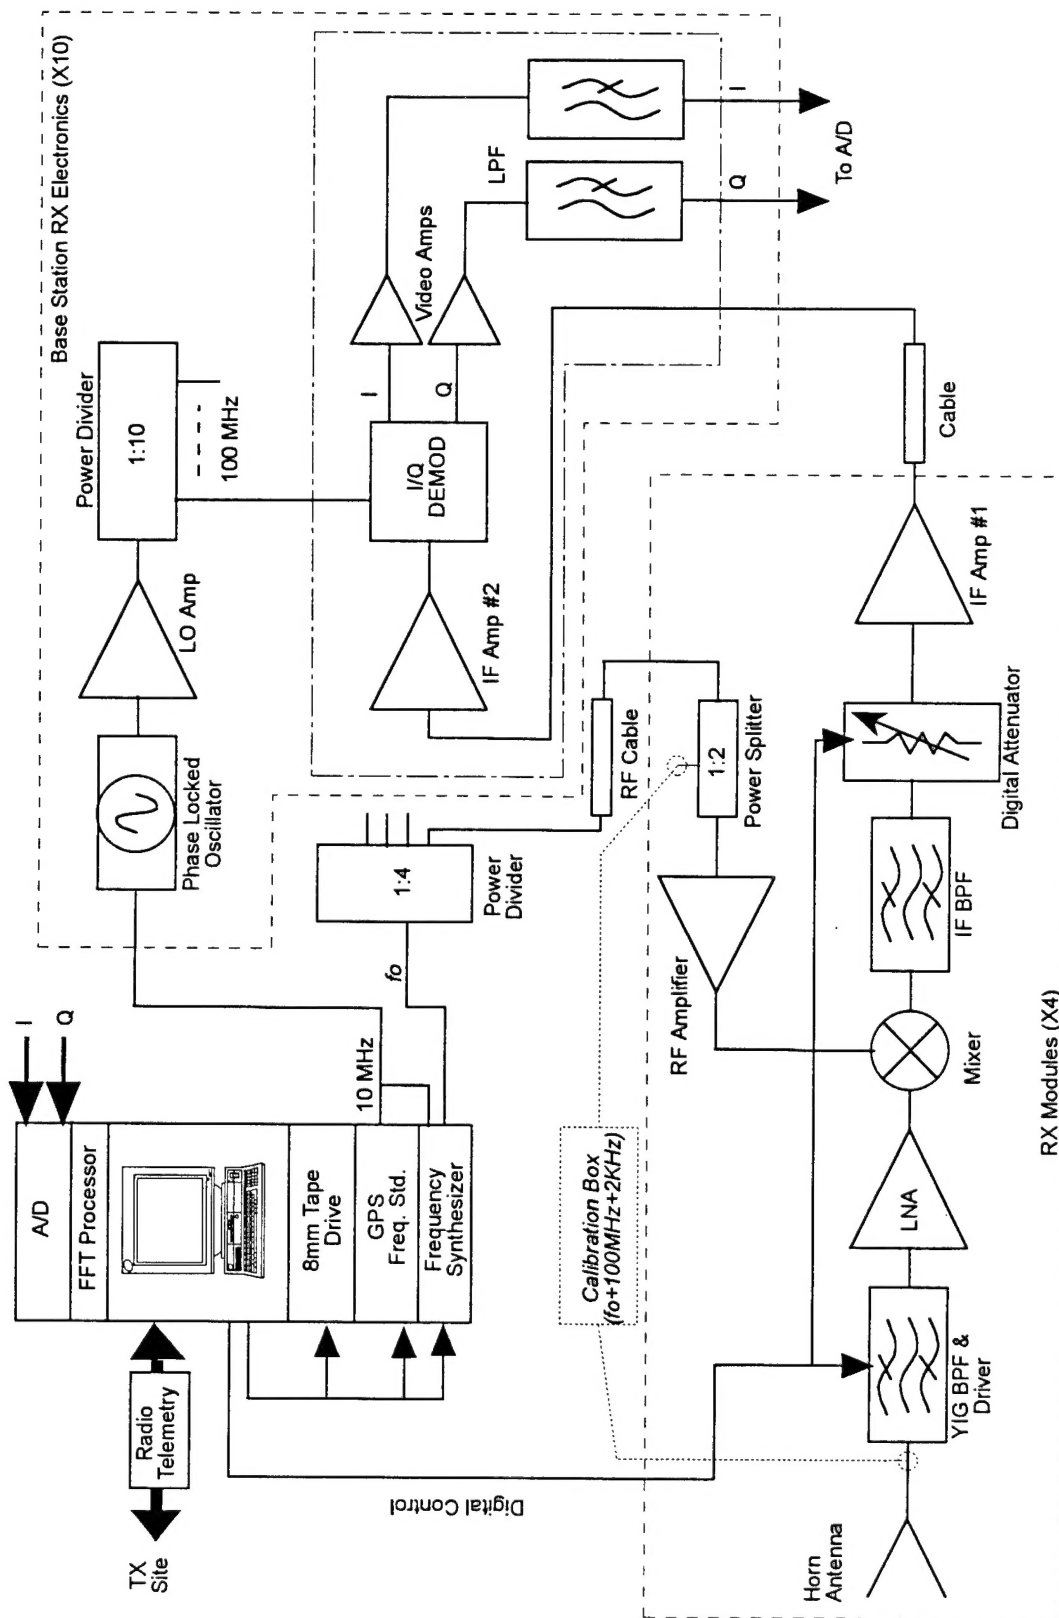 TX
Site
Radio
Telemetry
A/D
FFT Processor
8mm Tape
Drive
GPS
Freq. Std.
Frequency
Synthesizer
I
Q
10 MHz
fo
Digital Control
Base Station RX Electronics (X10)
Phase Locked
Oscillator
LO Amp
Power Divider
1:10
100 MHz
1:4
Power
Divider
IF Amp #2
I/Q
DEMOD
I
Q
Video Amps
LPF
I
Q
To A/D
RF Cable
1:2
Power Splitter
RF Amplifier
Calibration Box
(fo+100MHz+2KHz)
Horn
Antenna
YIG BPF &
Driver
LNA
Mixer
IF BPF
Digital Attenuator
IF Amp #1
Cable
RX Modules (X4)